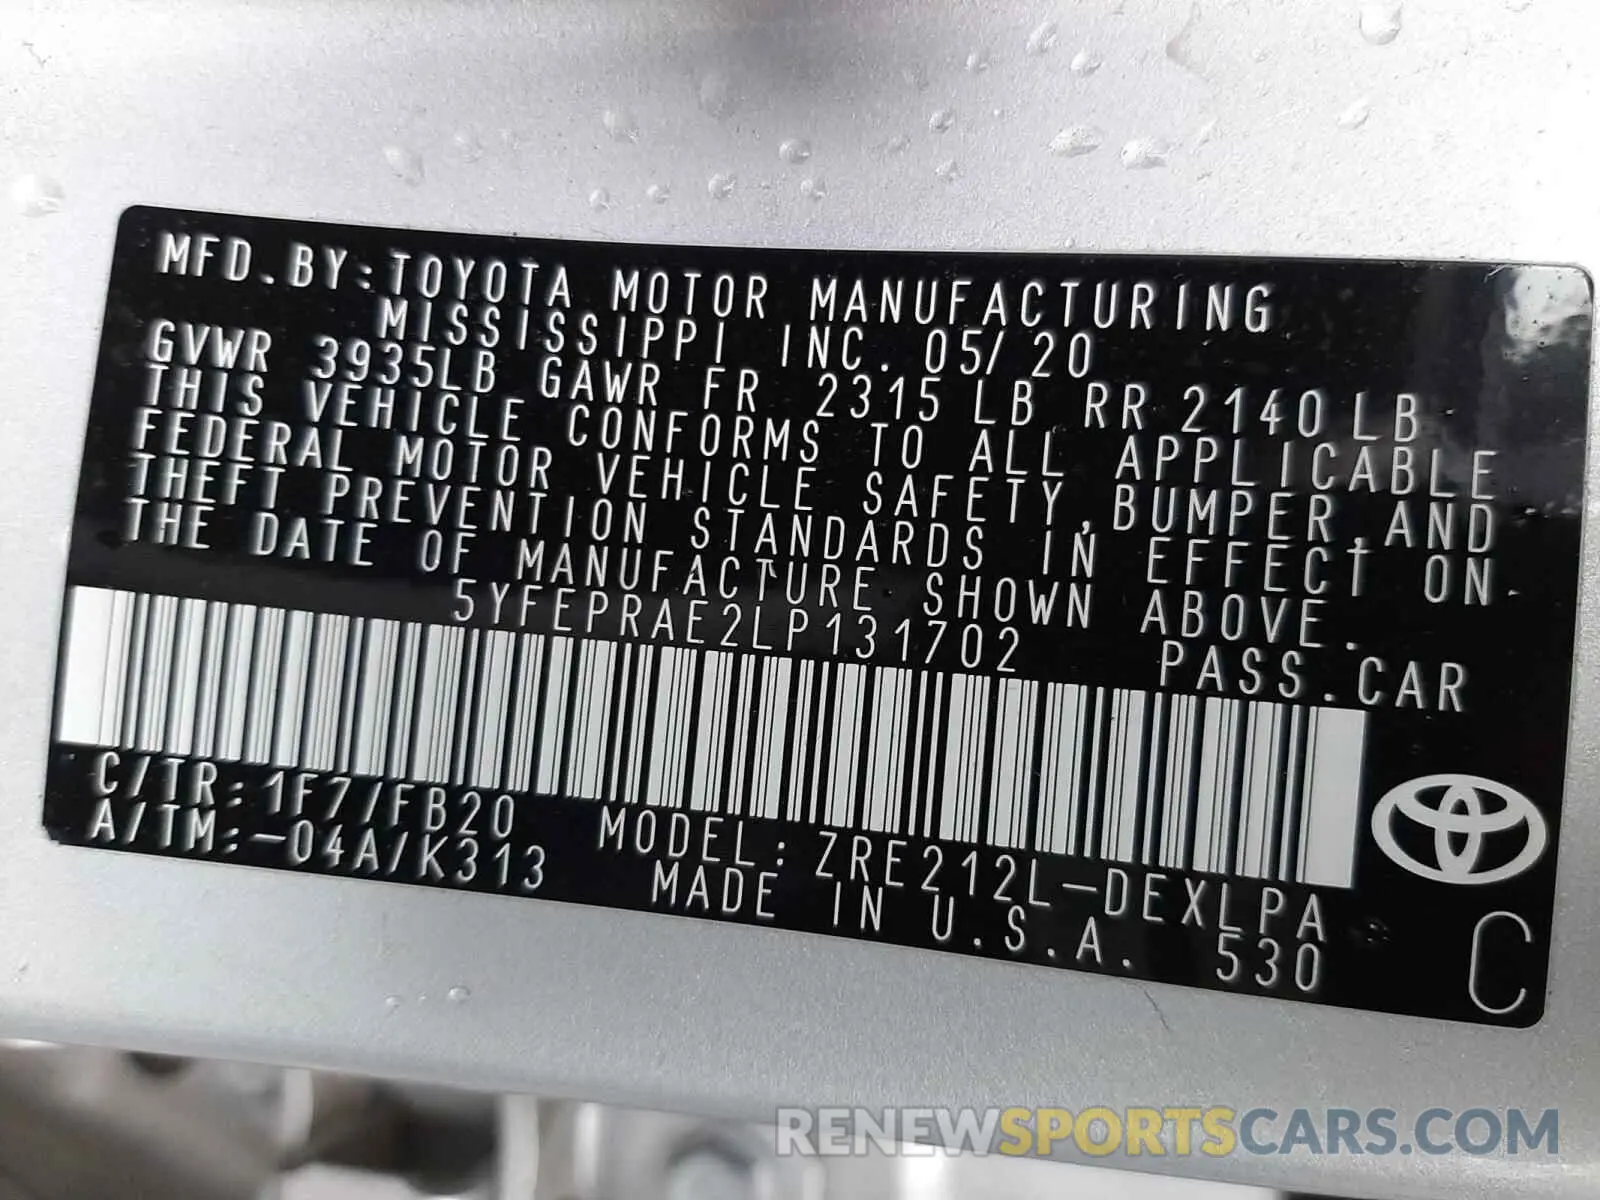 MFD.BY:TOYOTA MOTOR MANUFACTURING
MISSISSIPPI INC. 05/20
GVWR 3935LB GAWR FR 2315LB RR 2140LB
THIS VEHICLE CONFORMS TO ALL APPLICABLE
FEDERAL MOTOR VEHICLE SAFETY,BUMPER,AND
THEFT PREVENTION STANDARDS IN EFFECT ON
THE DATE OF MANUFACTURE SHOWN ABOVE.
5YFEPRAE2LP131702 PASS.CAR
C/TR:1F7/FB20 MODEL:ZRE212L-DEXLPA
A/TM:-04A/K313 MADE IN U.S.A. 530
C
RENEWSPORTSCARS.COM